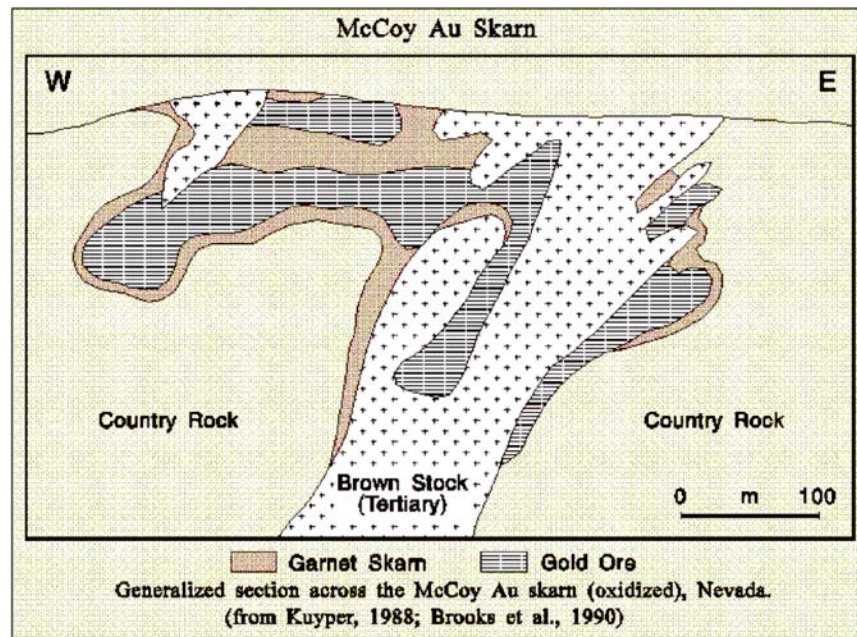 McCoy Au Skarn
W
E
Country Rock
Country Rock
Brown Stock
(Tertiary)
0 m 100
Garnet Skarn Gold Ore
Generalized section across the McCoy Au skarn (oxidized), Nevada.
(from Kuyper, 1988; Brooks et al., 1990)